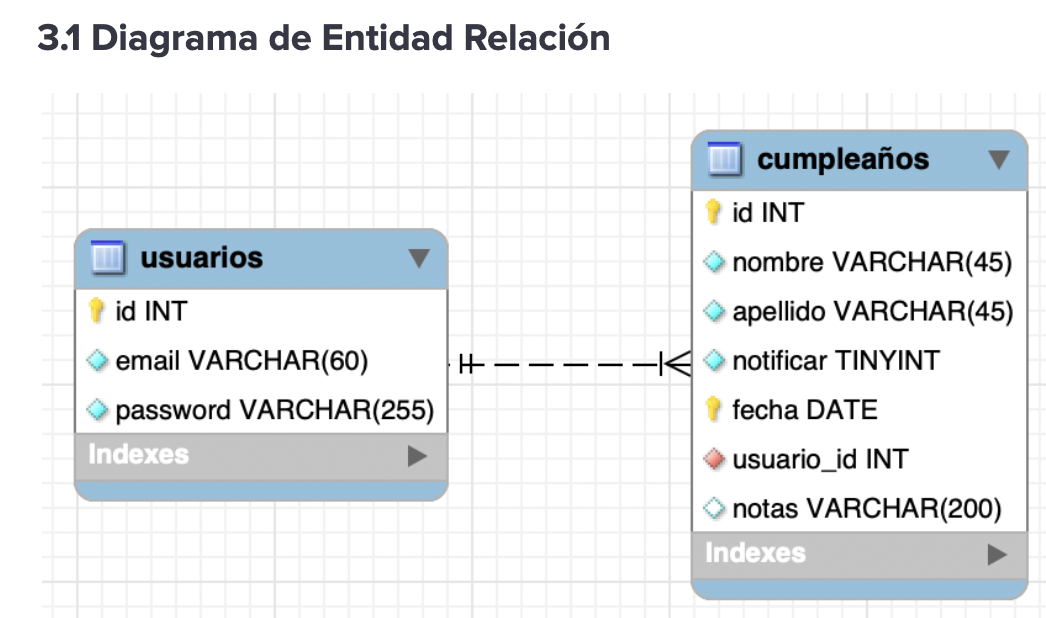 3.1 Diagrama de Entidad Relación
usuarios
id INT
email VARCHAR(60)
password VARCHAR(255)
Indexes
cumpleaños
id INT
nombre VARCHAR(45)
apellido VARCHAR(45)
notificar TINYINT
fecha DATE
usuario_id INT
notas VARCHAR(200)
Indexes